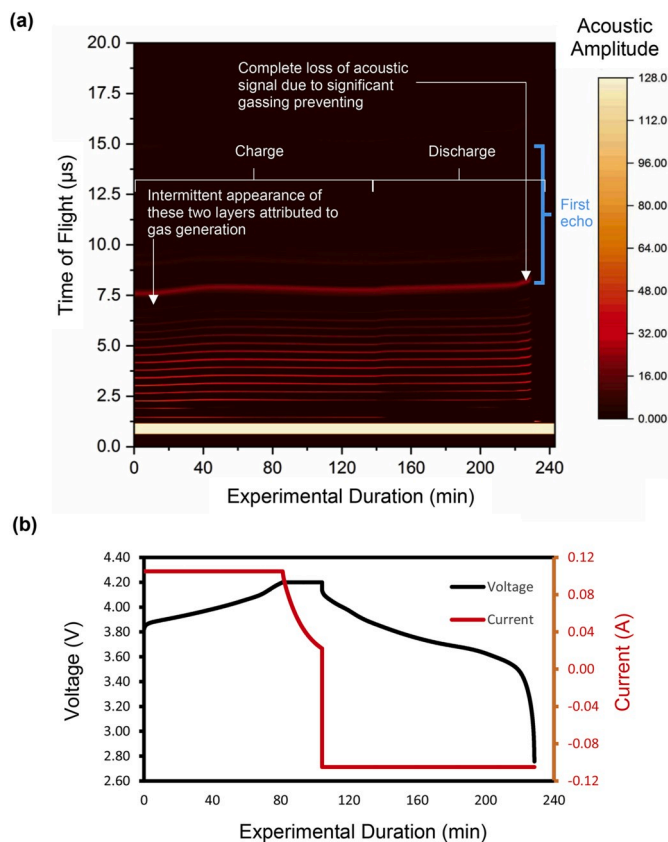 (a)
Acoustic
Amplitude
20.0
17.5
15.0
12.5
10.0
7.5
5.0
2.5
0.0
Time of Flight (µs)
Complete loss of acoustic
signal due to significant
gassing preventing
Charge
Discharge
Intermittent appearance of
these two layers attributed to
gas generation
First
echo
128.0
112.0
96.00
80.00
64.00
48.00
32.00
16.00
0.000
0
40
80
120
160
200
240
Experimental Duration (min)
(b)
4.40
4.20
4.00
3.80
3.60
3.40
3.20
3.00
2.80
2.60
Voltage (V)
Voltage
Current
0.12
0.08
0.04
0.00
-0.04
-0.08
-0.12
Current (A)
0
40
80
120
160
200
240
Experimental Duration (min)